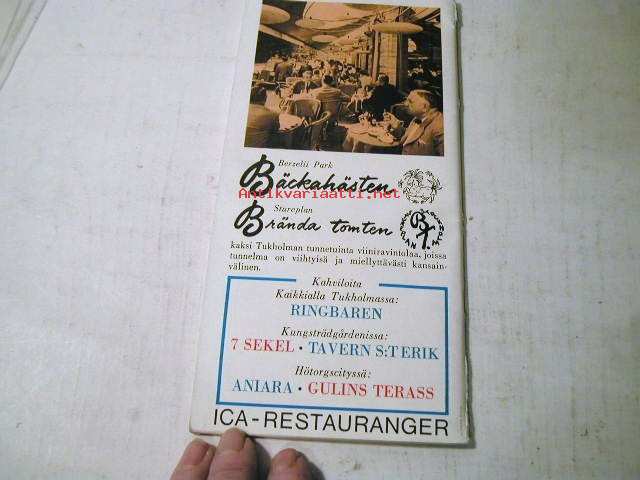 Berzelii Park
Bäckahästen
Antikvariaatti.net
Stureplan
Brända tomten
BT
kaksi Tukholman tunnetuinta viiniravintolaa, joissa
tunnelma on viihtyisä ja miellyttävästi kansain-
välinen.
Kahviloita
Kaikkialla Tukholmassa:
RINGBAREN
Kungsträdgårdenissa:
7 SEKEL • TAVERN S:T ERIK
Hötorgscityssä:
ANIARA • GULINS TERASS
ICA-RESTAURANGER